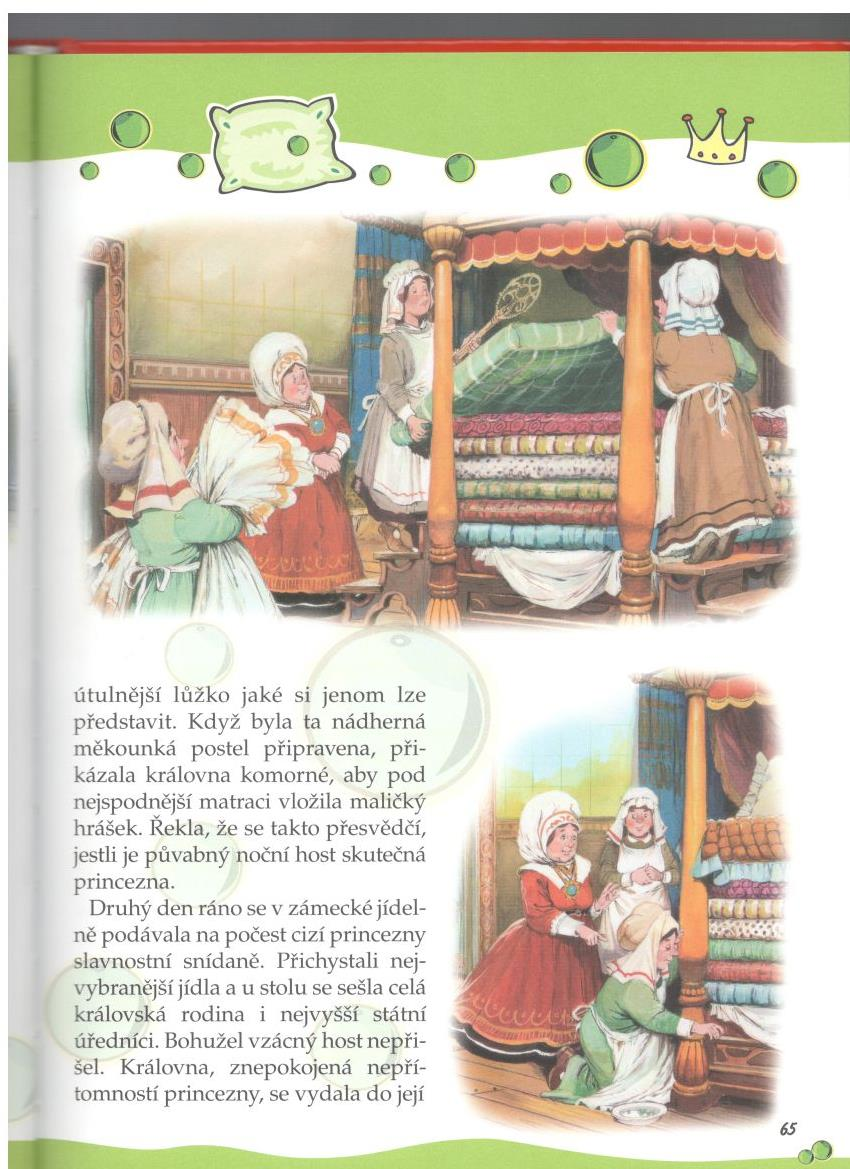 útulnější lůžko jaké si jenom lze
představit. Když byla ta nádherná
měkounká postel připravena, při-
kázala královna komorné, aby pod
nejspodnější matraci vložila maličký
hrášek. Řekla, že se takto přesvědčí,
jestli je půvabný noční host skutečná
princezna.
Druhý den ráno se v zámecké jídel-
ně podávala na počest cizí princezny
slavnostní snídaně. Přichystali nej-
vybranější jídla a u stolu se sešla celá
královská rodina i nejvyšší státní
úředníci. Bohužel vzácný host nepři-
šel. Královna, znepokojená nepří-
tomností princezny, se vydala do její
65